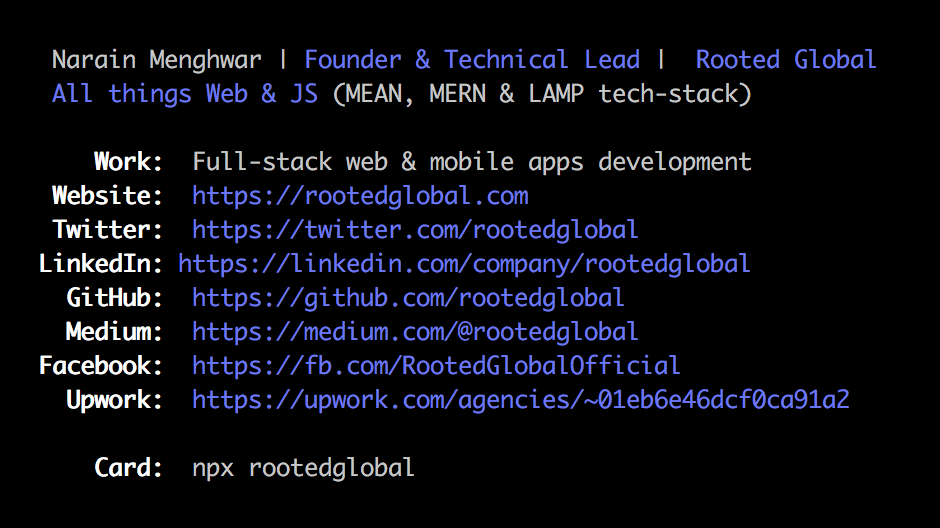 Narain Menghwar | Founder & Technical Lead | Rooted Global
All things Web & JS (MEAN, MERN & LAMP tech-stack)
Work: Full-stack web & mobile apps development
Website: https://rootedglobal.com
Twitter: https://twitter.com/rootedglobal
LinkedIn: https://linkedin.com/company/rootedglobal
GitHub: https://github.com/rootedglobal
Medium: https://medium.com/@rootedglobal
Facebook: https://fb.com/RootedGlobalOfficial
Upwork: https://upwork.com/agencies/~01eb6e46dcf0ca91a2
Card: npx rootedglobal